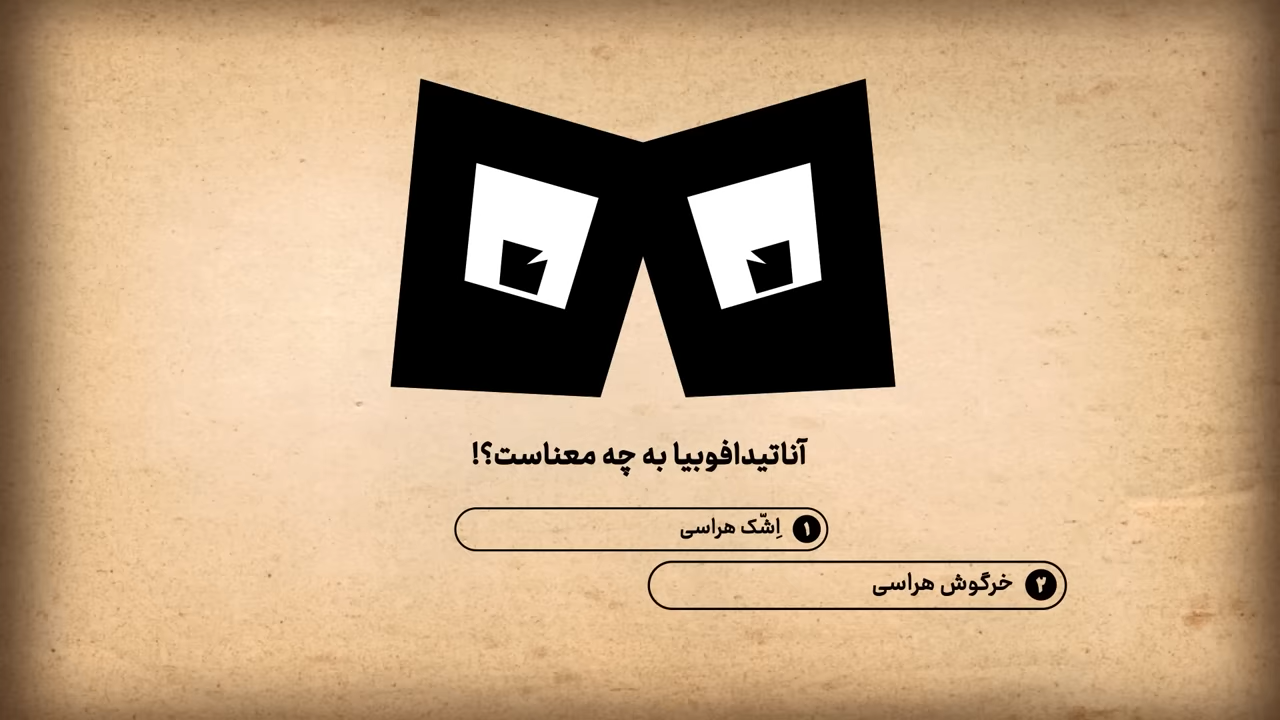 آناتیدافوبیا به چه معناست؟!
۱ اِشّک هراسی
۲ خرگوش هراسی